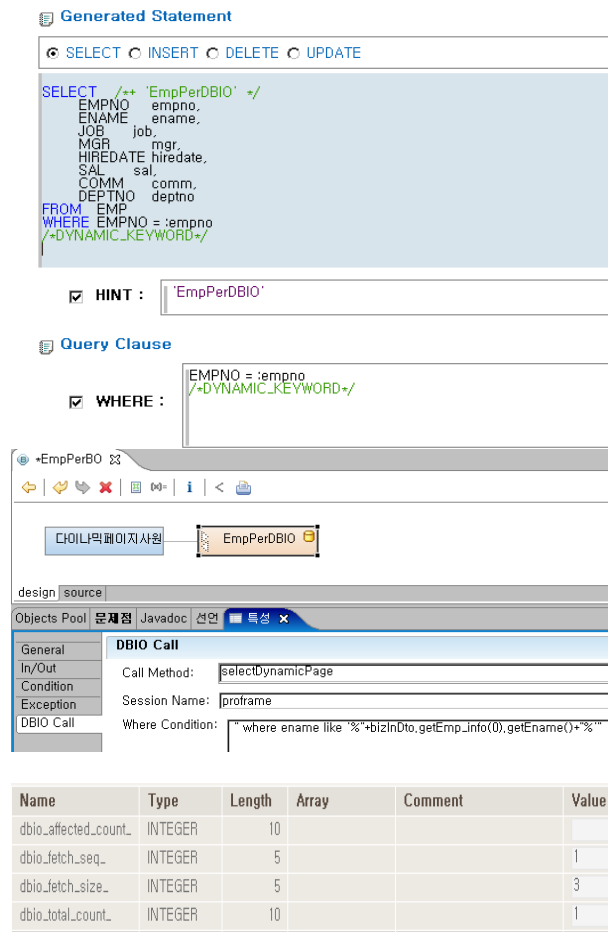 Generated Statement
SELECT INSERT DELETE UPDATE
SELECT /*+ 'EmpPerDBIO' */
EMPNO empno,
ENAME ename,
JOB job,
MGR mgr,
HIREDATE hiredate,
SAL sal,
COMM comm,
DEPTNO deptno
FROM EMP
WHERE EMPNO = :empno
/*DYNAMIC_KEYWORD*/
HINT : 'EmpPerDBIO'
Query Clause
EMPNO = :empno
/*DYNAMIC_KEYWORD*/
WHERE :
*EmpPerBO
다이나믹페이지사원 EmpPerDBIO
design source
Objects Pool 문제점 Javadoc 선언 특성
General
In/Out
Condition
Exception
DBIO Call
DBIO Call
Call Method: selectDynamicPage
Session Name: proframe
Where Condition: " where ename like '%"+bizInDto.getEmp_info(0).getEname()+"%'"
Name Type Length Array Comment Value
dbio_affected_count_ INTEGER 10
dbio_fetch_seq_ INTEGER 5 1
dbio_fetch_size_ INTEGER 5 3
dbio_total_count_ INTEGER 10 1